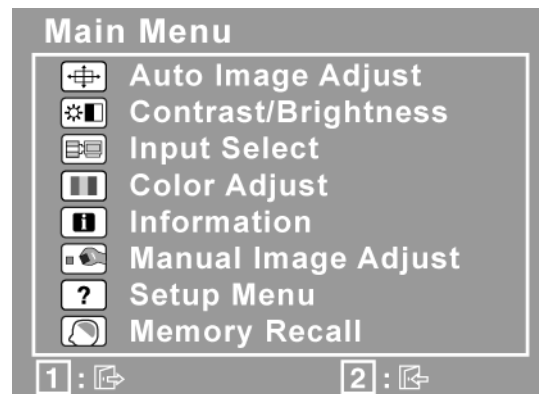 Main Menu
Auto Image Adjust
Contrast/Brightness
Input Select
Color Adjust
i Information
Manual Image Adjust
? Setup Menu
Memory Recall
1 : 2 :